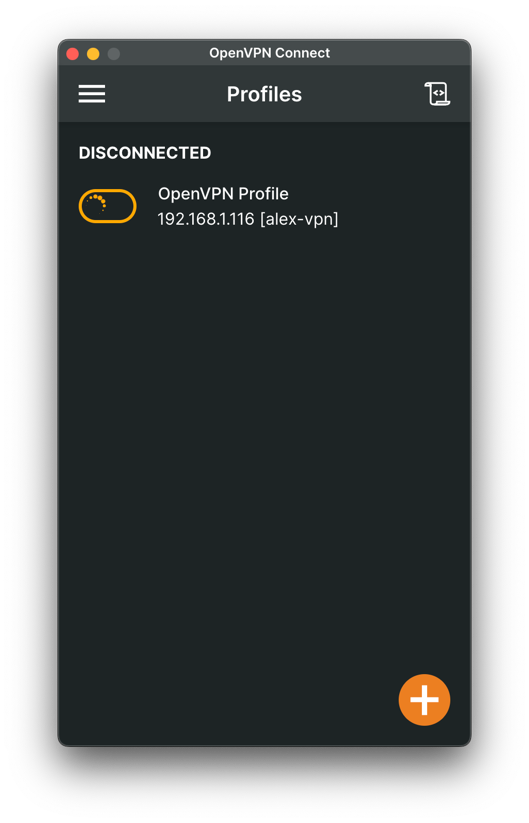 OpenVPN Connect
Profiles
DISCONNECTED
OpenVPN Profile
192.168.1.116 [alex-vpn]